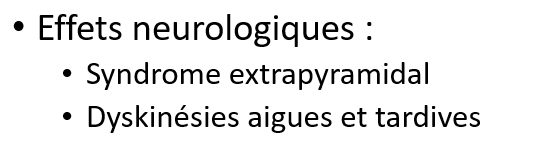 • Effets neurologiques :
• Syndrome extrapyramidal
• Dyskinésies aigues et tardives